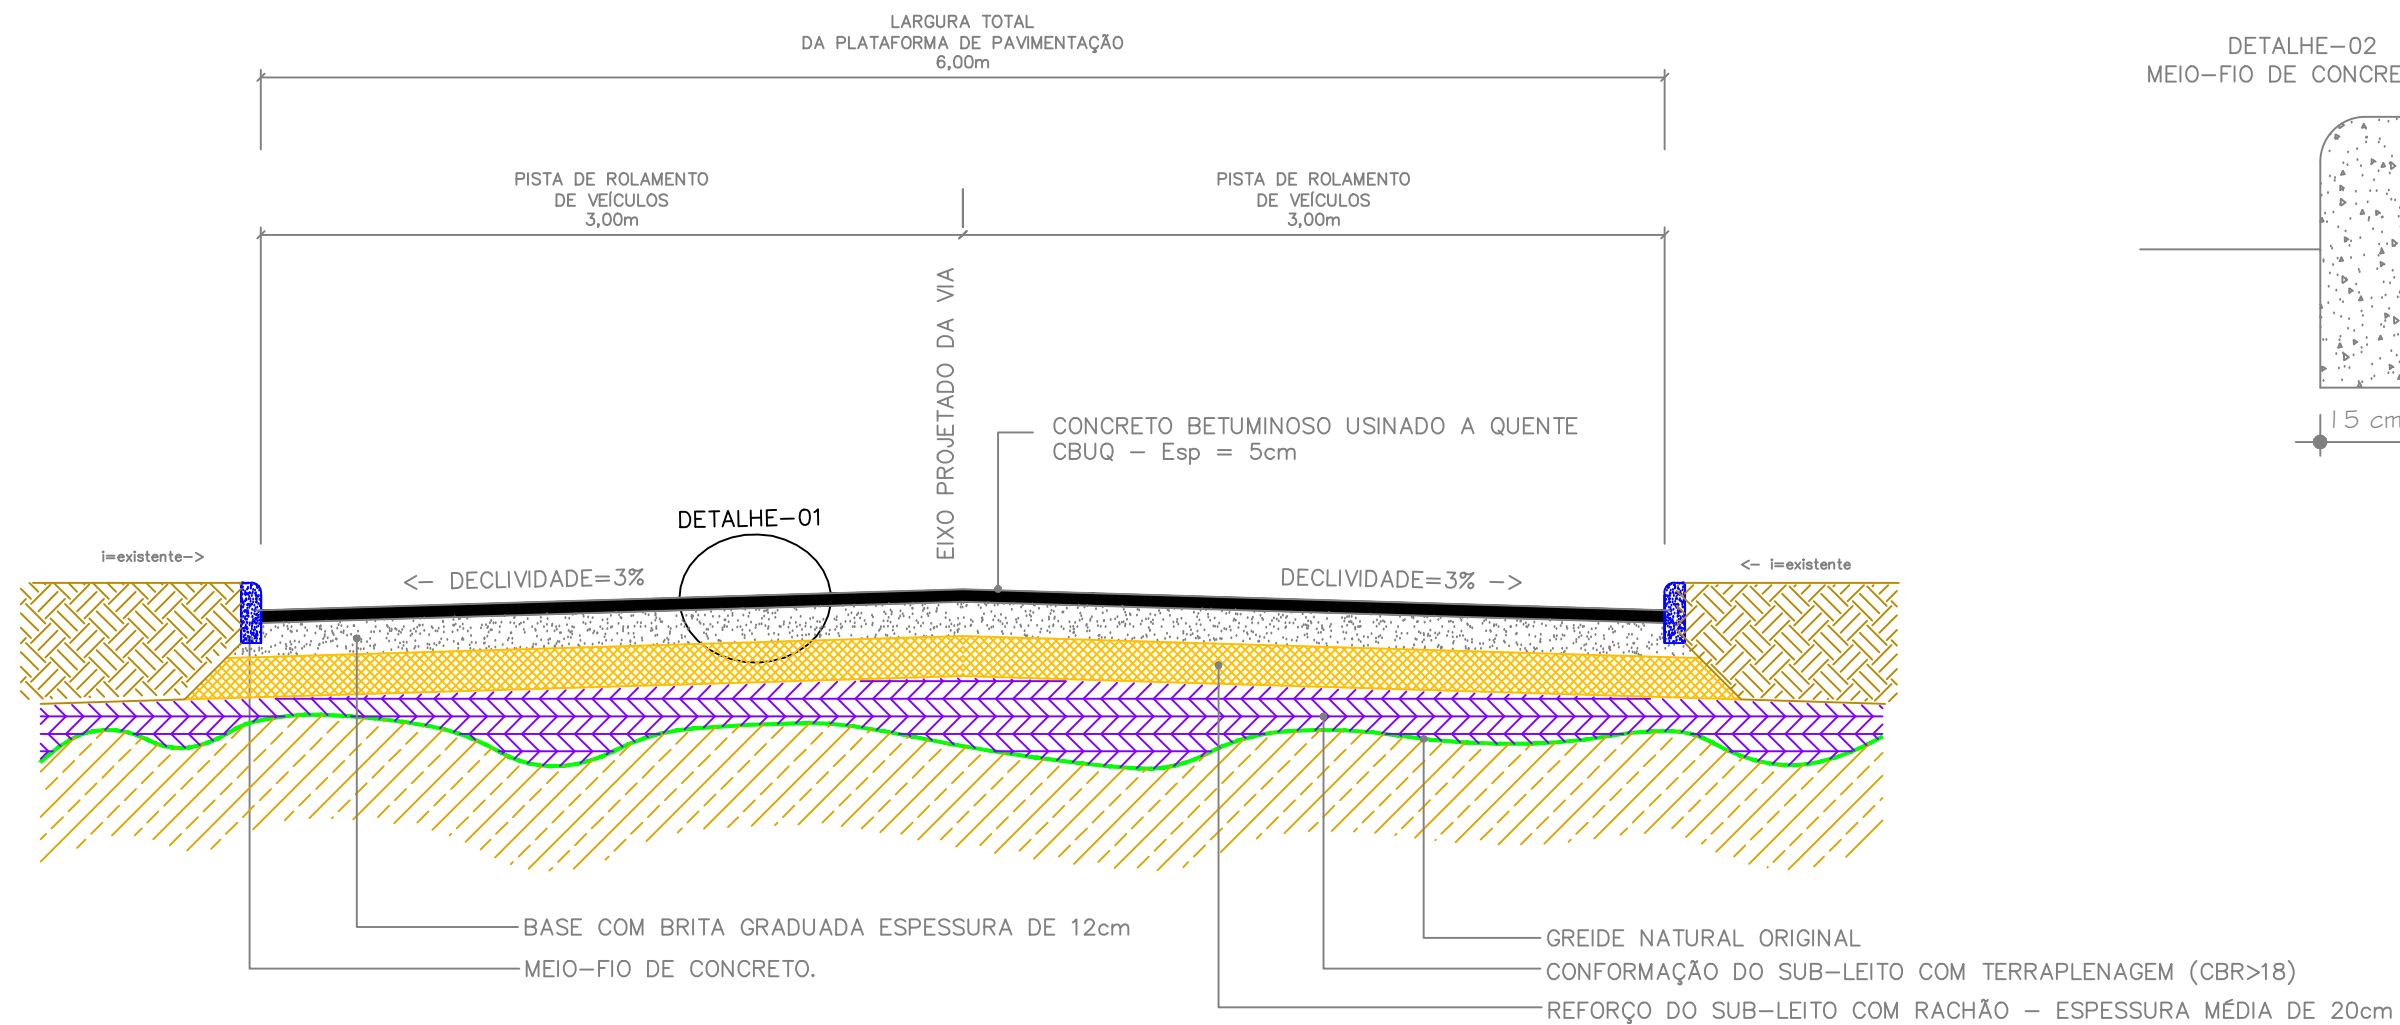 LARGURA TOTAL
DA PLATAFORMA DE PAVIMENTAÇÃO
6,00m
DETALHE-02
MEIO-FIO DE CONCRE
PISTA DE ROLAMENTO
DE VEÍCULOS
3,00m
PISTA DE ROLAMENTO
DE VEÍCULOS
3,00m
EIXO PROJETADO DA VIA
CONCRETO BETUMINOSO USINADO A QUENTE
CBUQ - Esp = 5cm
15 cm
DETALHE-01
i=existente->
<- DECLIVIDADE=3%
DECLIVIDADE=3% ->
<- i=existente
BASE COM BRITA GRADUADA ESPESSURA DE 12cm
MEIO-FIO DE CONCRETO.
GREIDE NATURAL ORIGINAL
CONFORMAÇÃO DO SUB-LEITO COM TERRAPLENAGEM (CBR>18)
REFORÇO DO SUB-LEITO COM RACHÃO - ESPESSURA MÉDIA DE 20cm